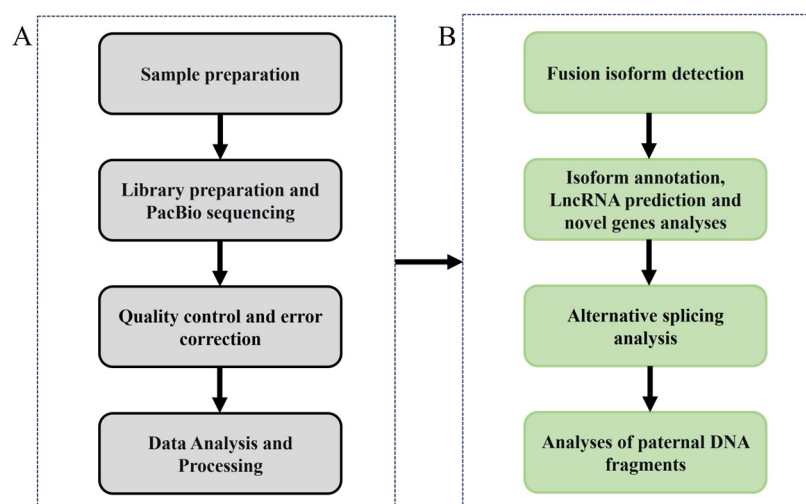 A
Sample preparation
Library preparation and
PacBio sequencing
Quality control and error
correction
Data Analysis and
Processing
B
Fusion isoform detection
Isoform annotation,
LncRNA prediction and
novel genes analyses
Alternative splicing
analysis
Analyses of paternal DNA
fragments